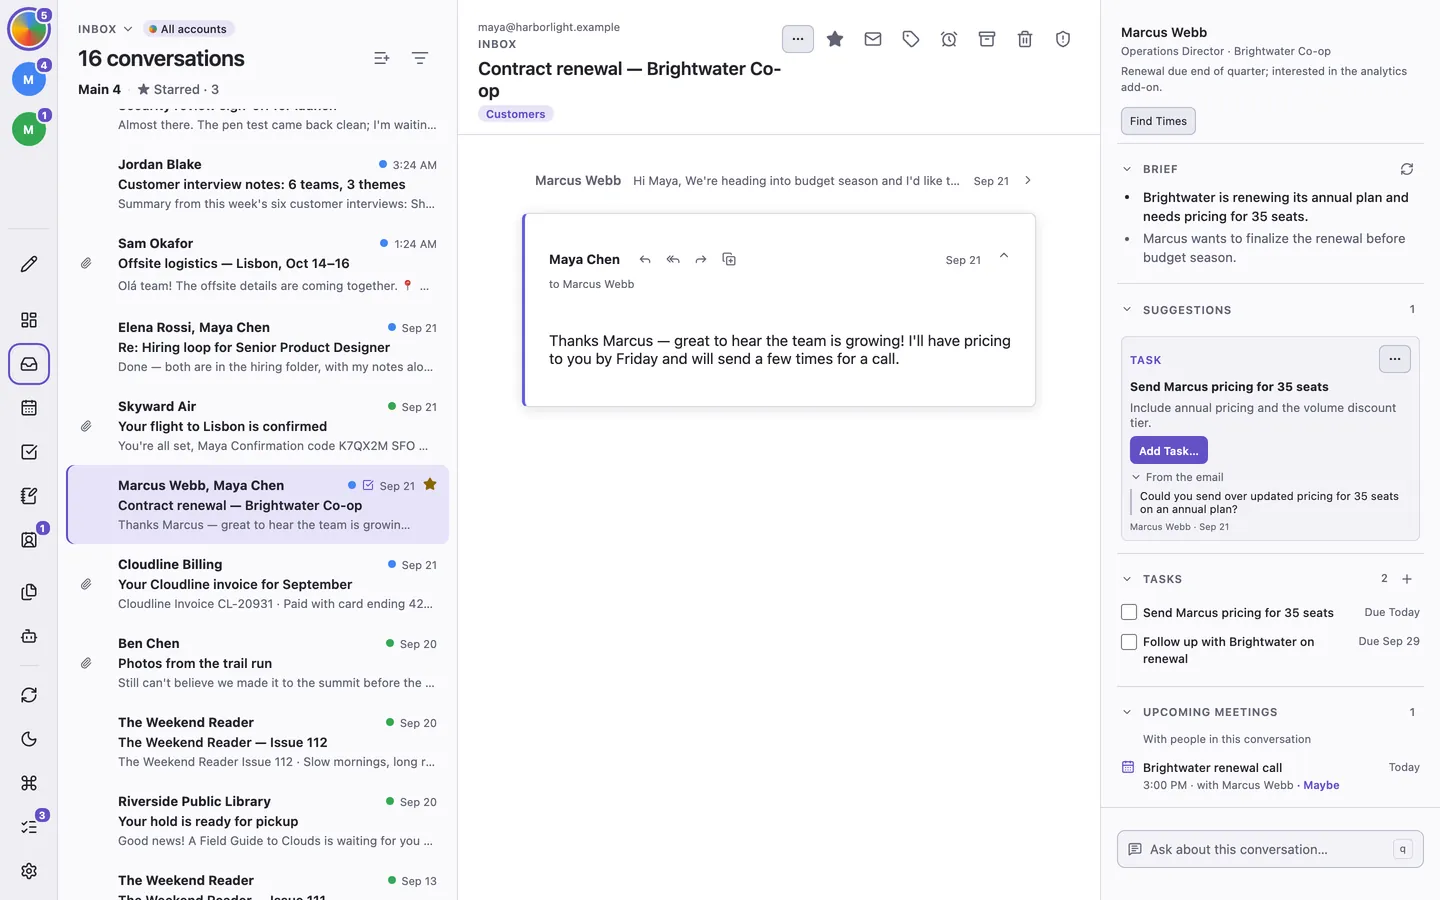 5
M
4
M
1
1
3
INBOX
All accounts
16 conversations
Main 4 · Starred · 3
Almost there. The pen test came back clean; I'm waitin...
Jordan Blake
3:24 AM
Customer interview notes: 6 teams, 3 themes
Summary from this week's six customer interviews: Sh...
Sam Okafor
1:24 AM
Offsite logistics — Lisbon, Oct 14–16
Olá team! The offsite details are coming together. 📍 ...
Elena Rossi, Maya Chen
Sep 21
Re: Hiring loop for Senior Product Designer
Done — both are in the hiring folder, with my notes alo...
Skyward Air
Sep 21
Your flight to Lisbon is confirmed
You're all set, Maya Confirmation code K7QX2M SFO ...
Marcus Webb, Maya Chen
Sep 21
Contract renewal — Brightwater Co-op
Thanks Marcus — great to hear the team is growin...
Cloudline Billing
Sep 21
Your Cloudline invoice for September
Cloudline Invoice CL-20931 · Paid with card ending 42...
Ben Chen
Sep 20
Photos from the trail run
Still can't believe we made it to the summit before the ...
The Weekend Reader
Sep 20
The Weekend Reader — Issue 112
The Weekend Reader Issue 112 · Slow mornings, long r...
Riverside Public Library
Sep 20
Your hold is ready for pickup
Good news! A Field Guide to Clouds is waiting for you ...
The Weekend Reader
Sep 13
The Weekend Reader — Issue 111
maya@harborlight.example
INBOX
Contract renewal — Brightwater Co-
op
Customers
Marcus Webb
Hi Maya, We're heading into budget season and I'd like t...
Sep 21
Maya Chen
Sep 21
to Marcus Webb
Thanks Marcus — great to hear the team is growing! I'll have pricing
to you by Friday and will send a few times for a call.
Marcus Webb
Operations Director · Brightwater Co-op
Renewal due end of quarter; interested in the analytics
add-on.
Find Times
BRIEF
• Brightwater is renewing its annual plan and
needs pricing for 35 seats.
• Marcus wants to finalize the renewal before
budget season.
SUGGESTIONS
1
TASK
Send Marcus pricing for 35 seats
Include annual pricing and the volume discount
tier.
Add Task...
From the email
Could you send over updated pricing for 35 seats
on an annual plan?
Marcus Webb · Sep 21
TASKS
2
Send Marcus pricing for 35 seats
Due Today
Follow up with Brightwater on
renewal
Due Sep 29
UPCOMING MEETINGS
1
With people in this conversation
Brightwater renewal call
Today
3:00 PM · with Marcus Webb · Maybe
Ask about this conversation...
q